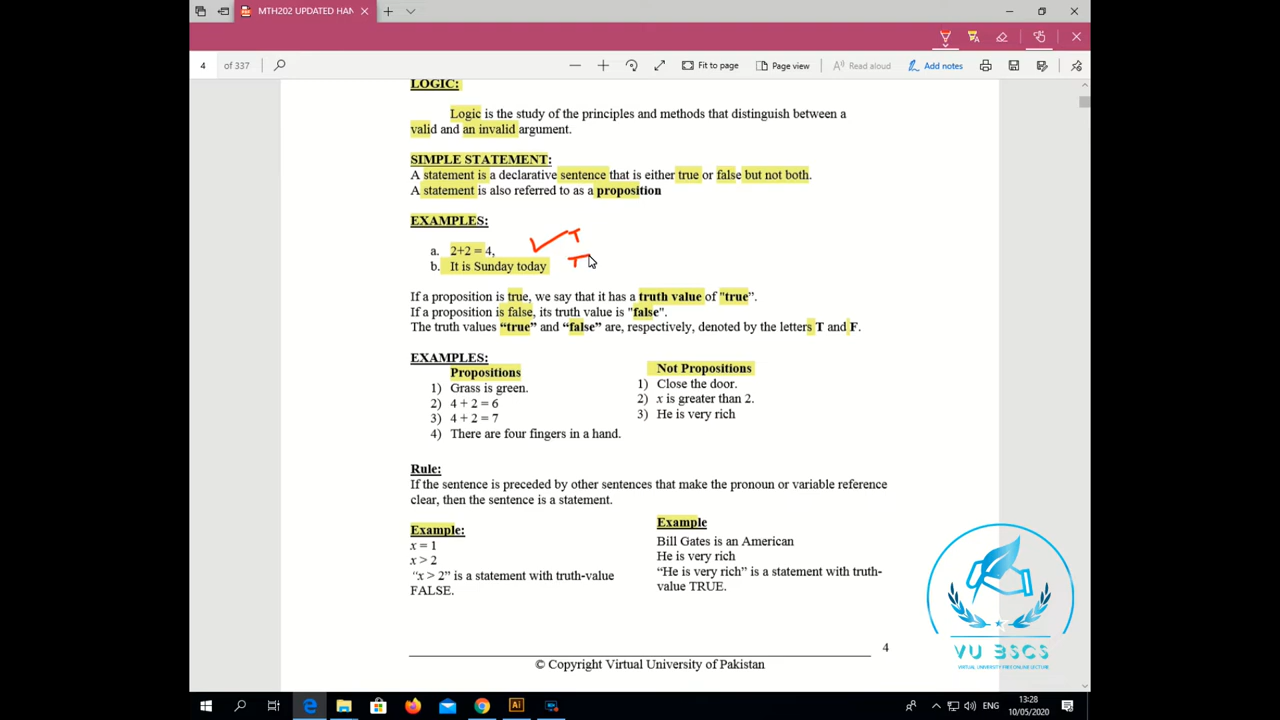 MTH202 UPDATED HAN
4 of 337
Fit to page
Page view
Read aloud
Add notes
LOGIC:
Logic is the study of the principles and methods that distinguish between a
valid and an invalid argument.
SIMPLE STATEMENT:
A statement is a declarative sentence that is either true or false but not both.
A statement is also referred to as a proposition
EXAMPLES:
a. 2+2 = 4,
T
b. It is Sunday today
T
If a proposition is true, we say that it has a truth value of "true”.
If a proposition is false, its truth value is "false".
The truth values “true” and “false” are, respectively, denoted by the letters T and F.
EXAMPLES:
Propositions
1) Grass is green.
2) 4 + 2 = 6
3) 4 + 2 = 7
4) There are four fingers in a hand.
Not Propositions
1) Close the door.
2) x is greater than 2.
3) He is very rich
Rule:
If the sentence is preceded by other sentences that make the pronoun or variable reference
clear, then the sentence is a statement.
Example:
x = 1
x > 2
“x > 2” is a statement with truth-value
FALSE.
Example
Bill Gates is an American
He is very rich
“He is very rich” is a statement with truth-
value TRUE.
VU BSCS
VIRTUAL UNIVERSITY FREE ONLINE LECTURE
4
© Copyright Virtual University of Pakistan
ENG
13:28
10/05/2020